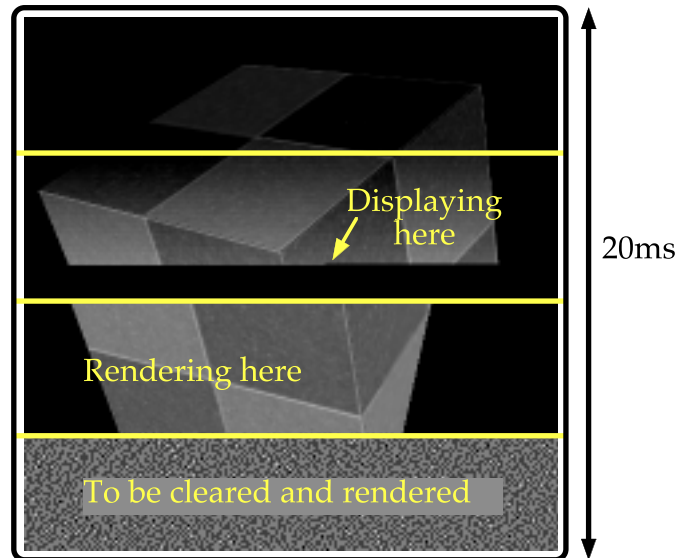 Displaying
here
20ms
Rendering here
To be cleared and rendered